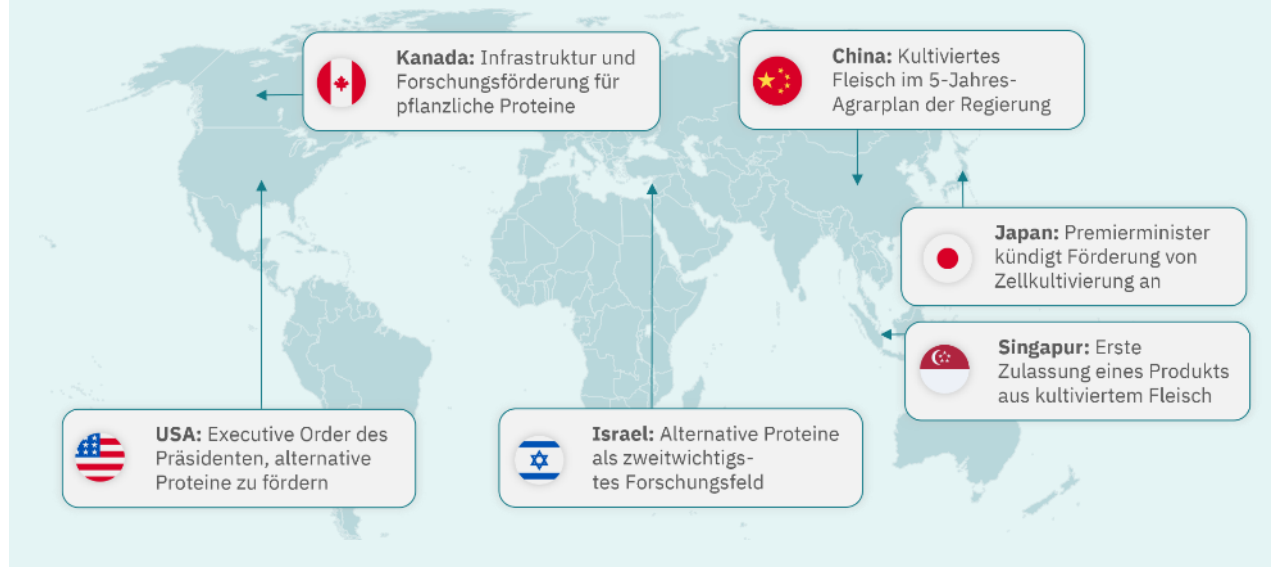 Kanada: Infrastruktur und
Forschungsförderung für
pflanzliche Proteine
China: Kultiviertes
Fleisch im 5-Jahres-
Agrarplan der Regierung
Japan: Premierminister
kündigt Förderung von
Zellkultivierung an
Singapur: Erste
Zulassung eines Produkts
aus kultiviertem Fleisch
USA: Executive Order des
Präsidenten, alternative
Proteine zu fördern
Israel: Alternative Proteine
als zweitwichtigs-
tes Forschungsfeld